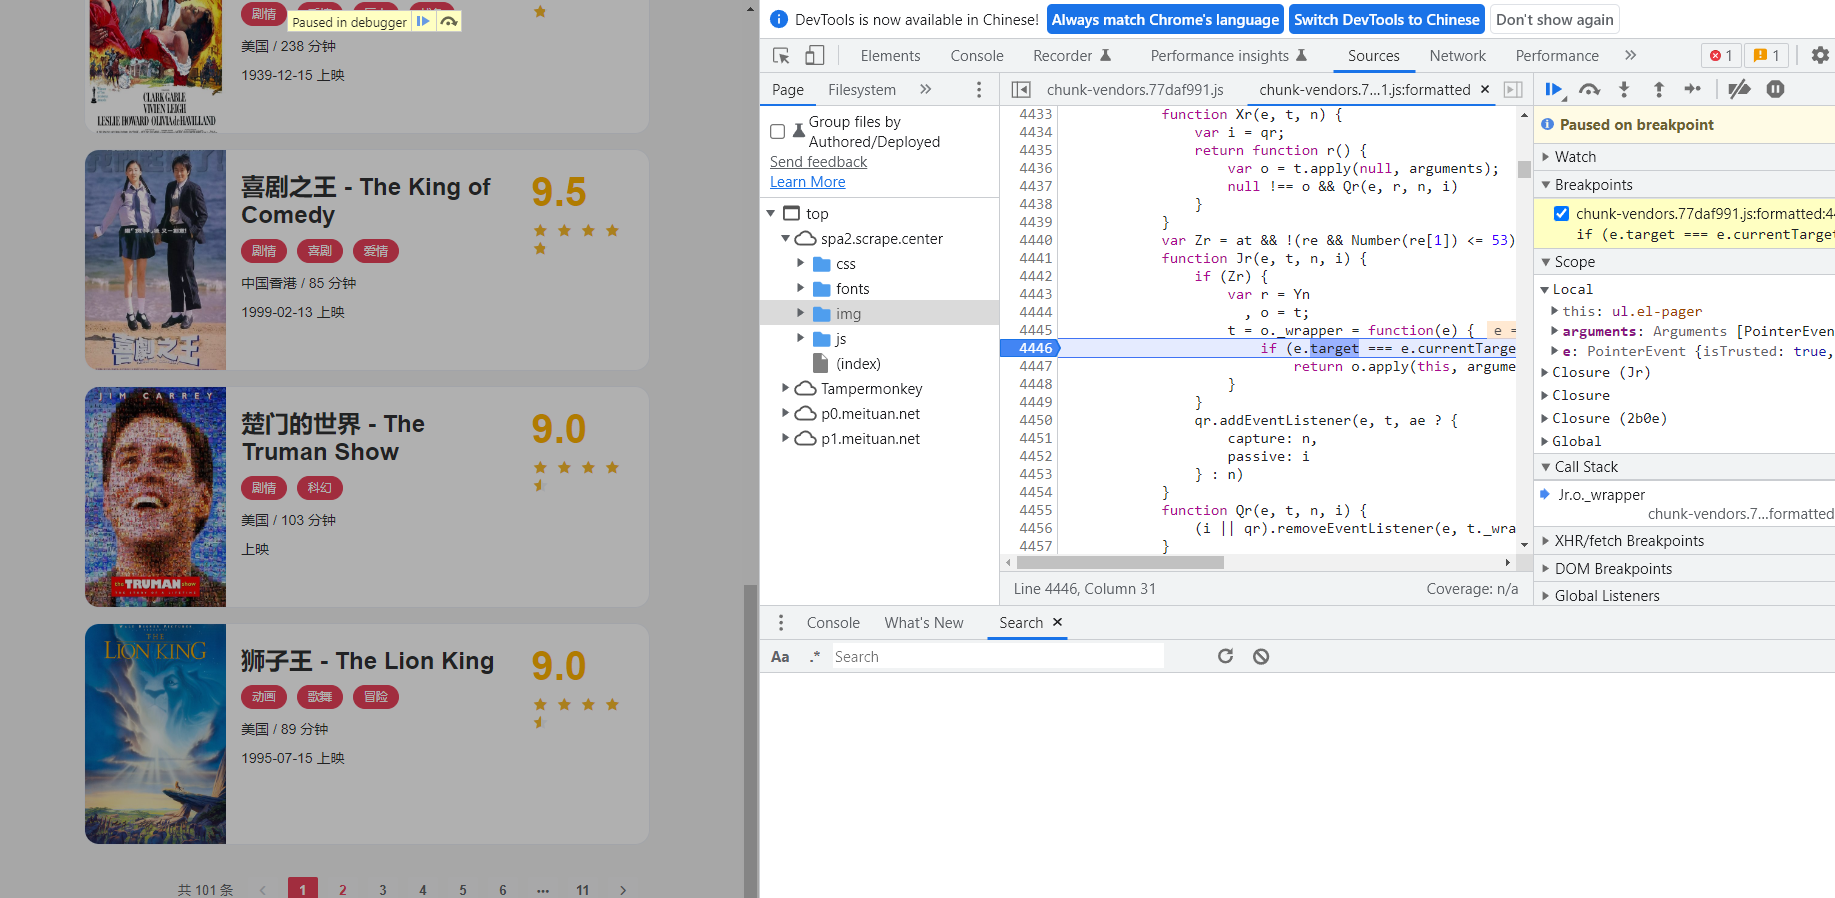 剧情
Paused in debugger
美国 / 238 分钟
1939-12-15 上映
CLARK GABLE
VIVIEN LEIGH
LESLIE HOWARD OLIVIA de HAVILLAND
喜剧之王 - The King of
Comedy
9.5
剧情 喜剧 爱情
中国香港 / 85 分钟
1999-02-13 上映
喜剧之王
JIM CARREY
楚门的世界 - The
Truman Show
9.0
剧情 科幻
美国 / 103 分钟
上映
the TRUMAN show
THE
LION KING
狮子王 - The Lion King
9.0
动画 歌舞 冒险
美国 / 89 分钟
1995-07-15 上映
共 101 条 < 1 2 3 4 5 6 ••• 11 >
DevTools is now available in Chinese! Always match Chrome's language Switch DevTools to Chinese Don't show again
Elements Console Recorder Performance insights Sources Network Performance » 1 1
Page Filesystem »
chunk-vendors.77daf991.js chunk-vendors.7...1.js:formatted ×
Group files by
Authored/Deployed
Send feedback
Learn More
top
spa2.scrape.center
css
fonts
img
js
(index)
Tampermonkey
p0.meituan.net
p1.meituan.net
4433 function Xr(e, t, n) {
4434 var i = qr;
4435 return function r() {
4436 var o = t.apply(null, arguments);
4437 null !== o && Qr(e, r, n, i)
4438 }
4439 }
4440 var Zr = at && !(re && Number(re[1]) <= 53)
4441 function Jr(e, t, n, i) {
4442 if (Zr) {
4443 var r = Yn
4444 , o = t;
4445 t = o._wrapper = function(e) { e =
4446 if (e.target === e.currentTarge
4447 return o.apply(this, argume
4448 }
4449 }
4450 qr.addEventListener(e, t, ae ? {
4451 capture: n,
4452 passive: i
4453 } : n)
4454 }
4455 function Qr(e, t, n, i) {
4456 (i || qr).removeEventListener(e, t._wra
4457 }
Line 4446, Column 31 Coverage: n/a
Paused on breakpoint
Watch
Breakpoints
chunk-vendors.77daf991.js:formatted:4
if (e.target === e.currentTarget
Scope
Local
this: ul.el-pager
arguments: Arguments [PointerEven
e: PointerEvent {isTrusted: true,
Closure (Jr)
Closure
Closure (2b0e)
Global
Call Stack
Jr.o._wrapper
chunk-vendors.7...formatted
XHR/fetch Breakpoints
DOM Breakpoints
Global Listeners
Console What's New Search ×
Aa .* Search